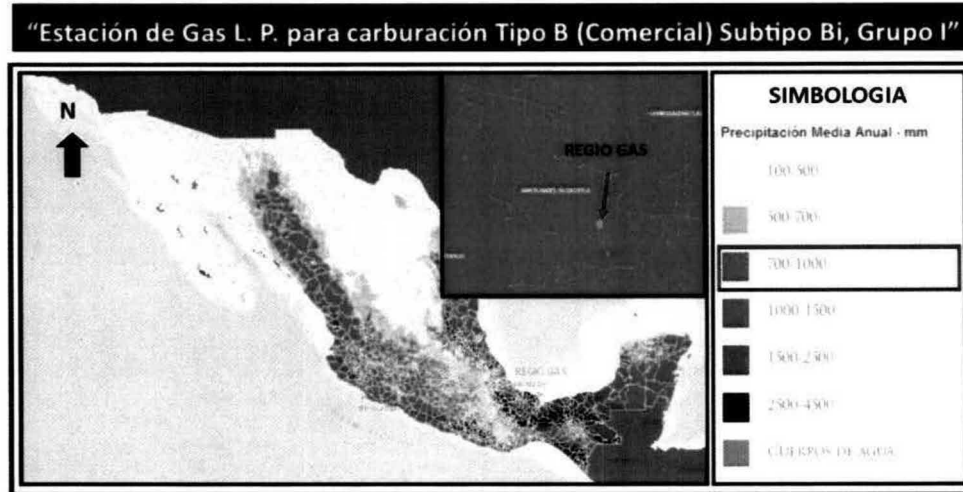 “Estación de Gas L. P. para carburación Tipo B (Comercial) Subtipo Bi, Grupo I”
N
REGIO GAS
REGIO GAS
SIMBOLOGIA
Precipitación Media Anual - mm
100-500
500-700
700-1000
1000-1500
1500-2500
2500-4500
CUERPOS DE AGUA